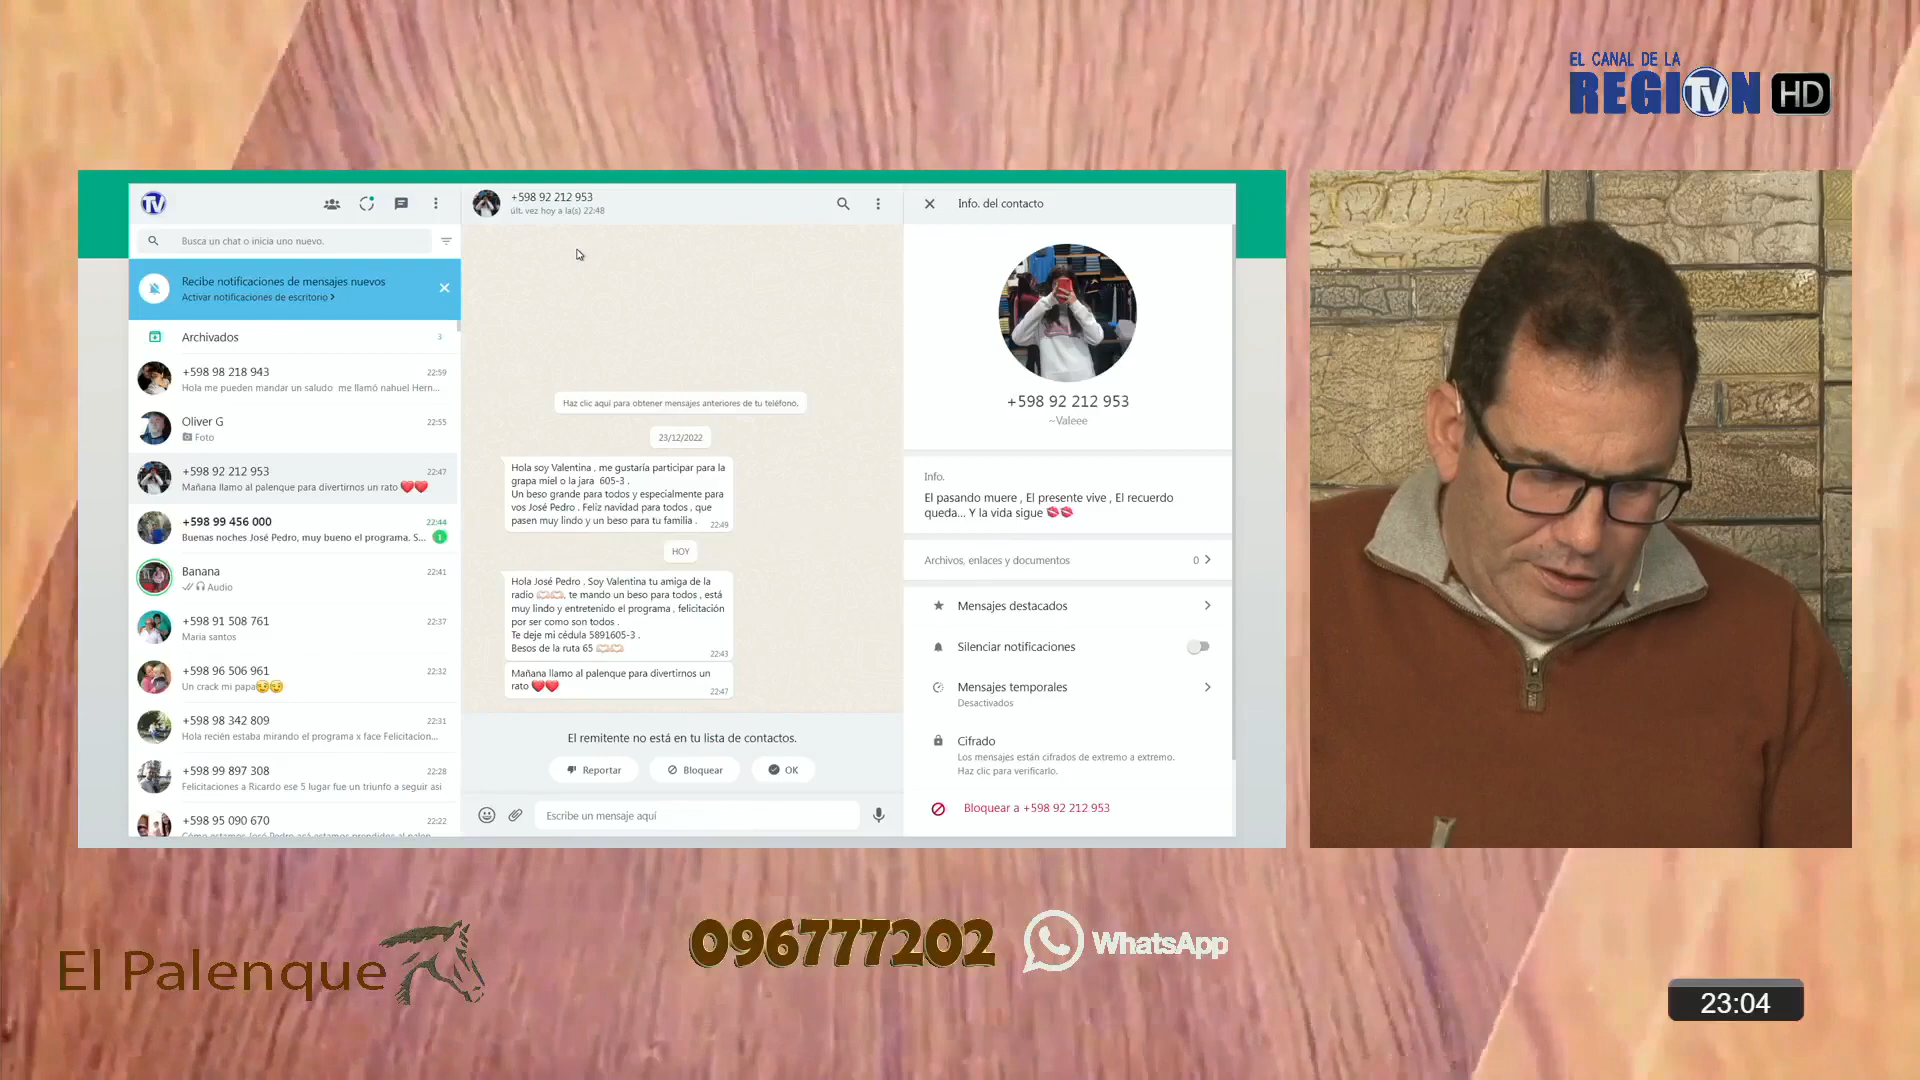 EL CANAL DE LA
REGIÓN TV HD
TV
Busca un chat o inicia uno nuevo.
Recibe notificaciones de mensajes nuevos
Activar notificaciones de escritorio >
Archivados 3
+598 98 218 943 22:59
Hola me pueden mandar un saludo me llamó nahuel Hern...
Oliver G 22:55
Foto
+598 92 212 953 22:47
Mañana llamo al palenque para divertirnos un rato ❤️❤️
+598 99 456 000 22:44
Buenas noches José Pedro, muy bueno el programa. S... 1
Banana 22:41
Audio
+598 91 508 761 22:37
Maria santos
+598 96 506 961 22:32
Un crack mi papa
+598 98 342 809 22:31
Hola recién estaba mirando el programa x face Felicitacion...
+598 99 897 308 22:28
Felicitaciones a Ricardo ese 5 lugar fue un triunfo a seguir asi
+598 95 090 670 22:22
Cómo estamos José Pedro acá estamos prendidos al palen...
+598 92 212 953
últ. vez hoy a la(s) 22:48
Haz clic aquí para obtener mensajes anteriores de tu teléfono.
23/12/2022
Hola soy Valentina , me gustaría participar para la
grapa miel o la jara 605-3 .
Un beso grande para todos y especialmente para
vos José Pedro . Feliz navidad para todos , que
pasen muy lindo y un beso para tu familia . 22:49
HOY
Hola José Pedro . Soy Valentina tu amiga de la
radio 🫶🏻🫶🏻, te mando un beso para todos , está
muy lindo y entretenido el programa , felicitación
por ser como son todos .
Te deje mi cédula 5891605-3 .
Besos de la ruta 65 🫶🏻🫶🏻 22:43
Mañana llamo al palenque para divertirnos un
rato ❤️❤️ 22:47
El remitente no está en tu lista de contactos.
Reportar Bloquear OK
Escribe un mensaje aquí
Info. del contacto
+598 92 212 953
~Valeee
Info.
El pasando muere , El presente vive , El recuerdo
queda... Y la vida sigue 💋💋
Archivos, enlaces y documentos 0 >
Mensajes destacados
Silenciar notificaciones
Mensajes temporales
Desactivados
Cifrado
Los mensajes están cifrados de extremo a extremo.
Haz clic para verificarlo.
Bloquear a +598 92 212 953
El Palenque
096777202 WhatsApp
23:04